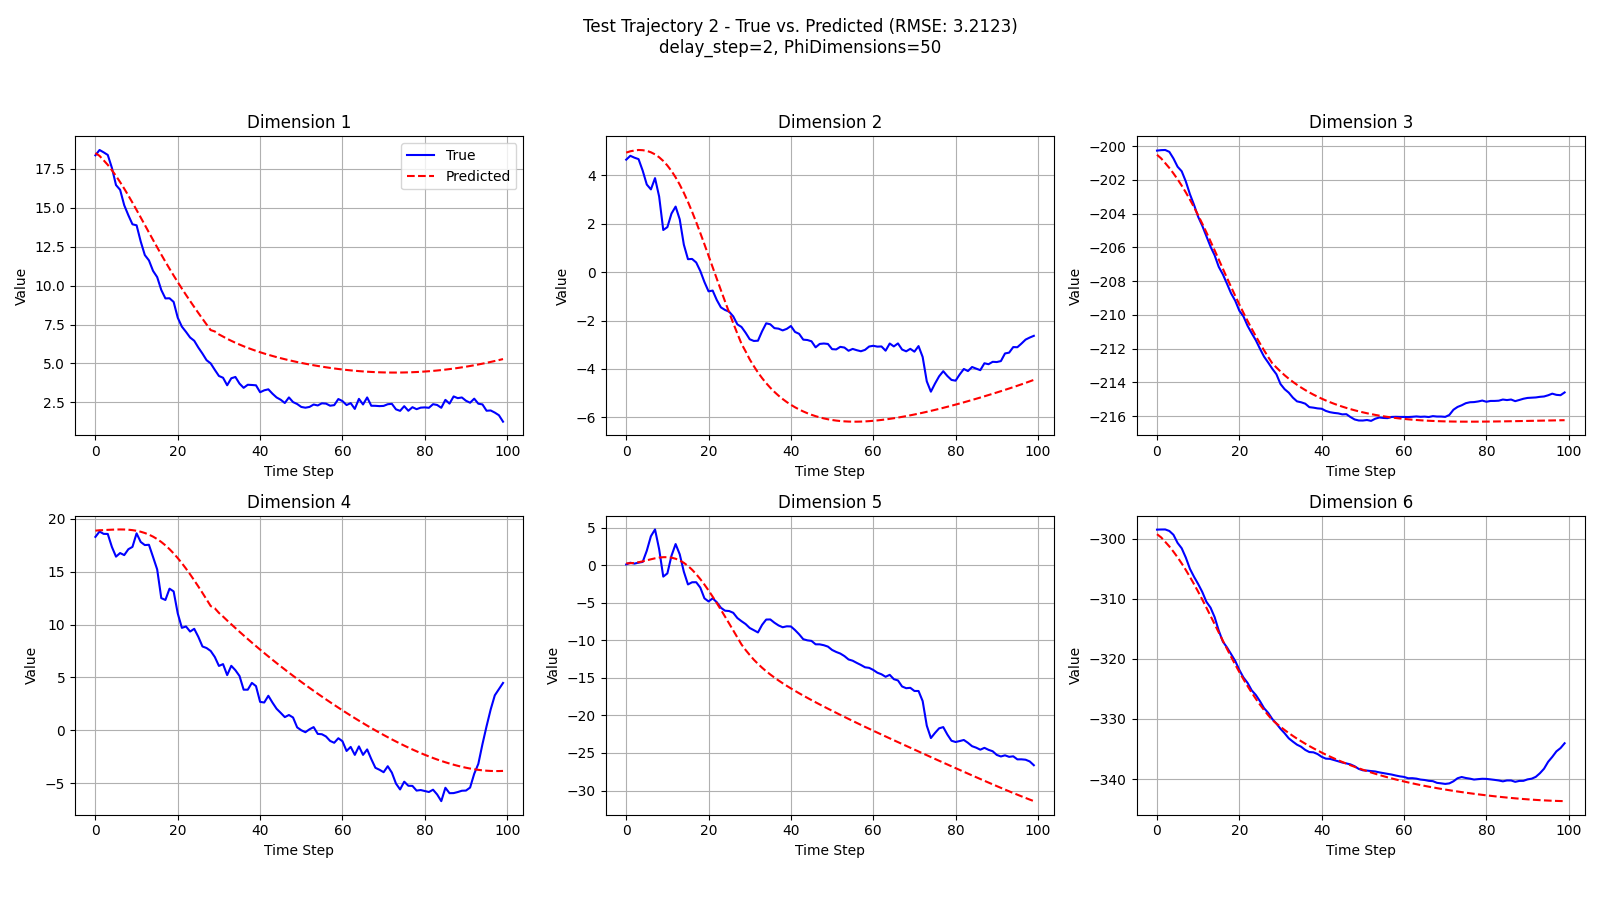 Test Trajectory 2 - True vs. Predicted (RMSE: 3.2123)
delay_step=2, PhiDimensions=50
Dimension 1
True
Predicted
Value
17.5
15.0
12.5
10.0
7.5
5.0
2.5
0 20 40 60 80 100
Time Step
Dimension 2
Value
4
2
0
−2
−4
−6
0 20 40 60 80 100
Time Step
Dimension 3
Value
−200
−202
−204
−206
−208
−210
−212
−214
−216
0 20 40 60 80 100
Time Step
Dimension 4
Value
20
15
10
5
0
−5
0 20 40 60 80 100
Time Step
Dimension 5
Value
5
0
−5
−10
−15
−20
−25
−30
0 20 40 60 80 100
Time Step
Dimension 6
Value
−300
−310
−320
−330
−340
0 20 40 60 80 100
Time Step